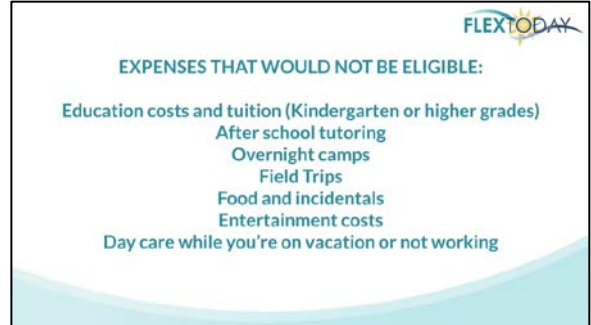 FLEXTODAY
EXPENSES THAT WOULD NOT BE ELIGIBLE:
Education costs and tuition (Kindergarten or higher grades)
After school tutoring
Overnight camps
Field Trips
Food and incidentals
Entertainment costs
Day care while you're on vacation or not working